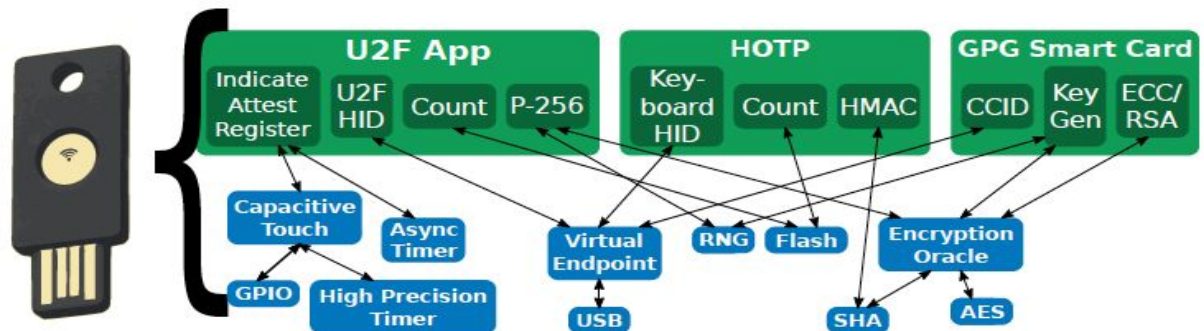 U2F App
HOTP
GPG Smart Card
Indicate
Attest
Register
U2F
HID
Count
P-256
Key-
board
HID
Count
HMAC
CCID
Key
Gen
ECC/
RSA
Capacitive
Touch
Async
Timer
Virtual
Endpoint
RNG
Flash
Encryption
Oracle
GPIO
High Precision
Timer
USB
SHA
AES